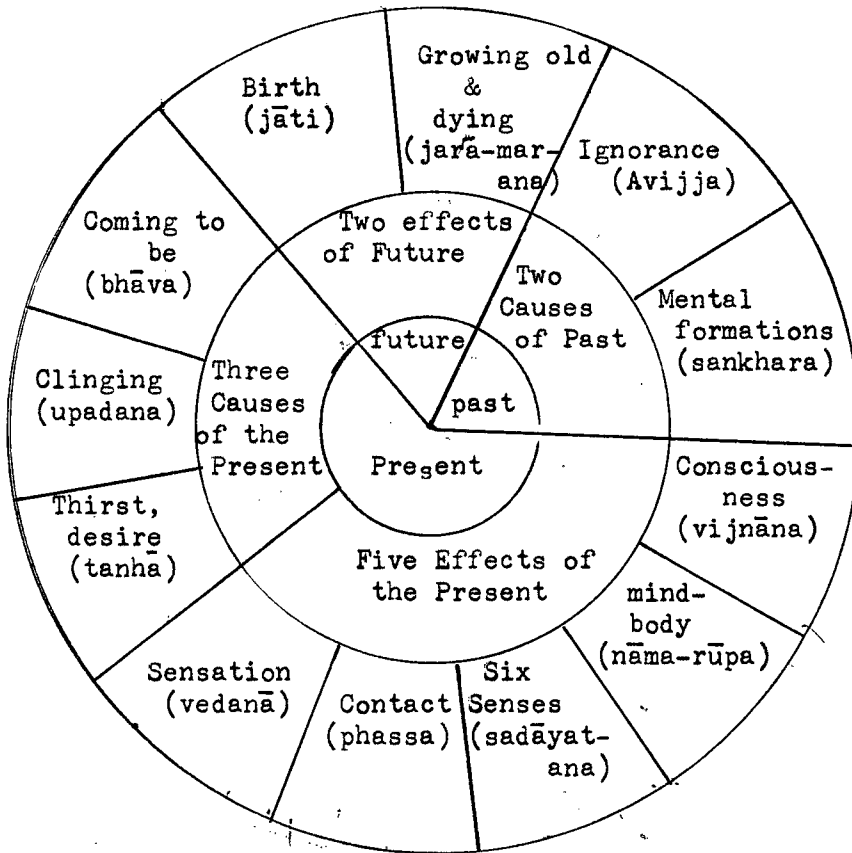 Growing old
&
dying
(jarā-mar-
ana)
Ignorance
(Avijja)
Mental
formations
(sankhara)
Conscious-
ness
(vijnāna)
mind-
body
(nāma-rūpa)
Six
Senses
(sadāyat-
ana)
Contact
(phassa)
Sensation
(vedanā)
Thirst,
desire
(tanhā)
Clinging
(upadana)
Coming to
be
(bhāva)
Birth
(jāti)
Two effects
of Future
Two
Causes
of Past
Five Effects of
the Present
Three
Causes
of the
Present
future
past
Present